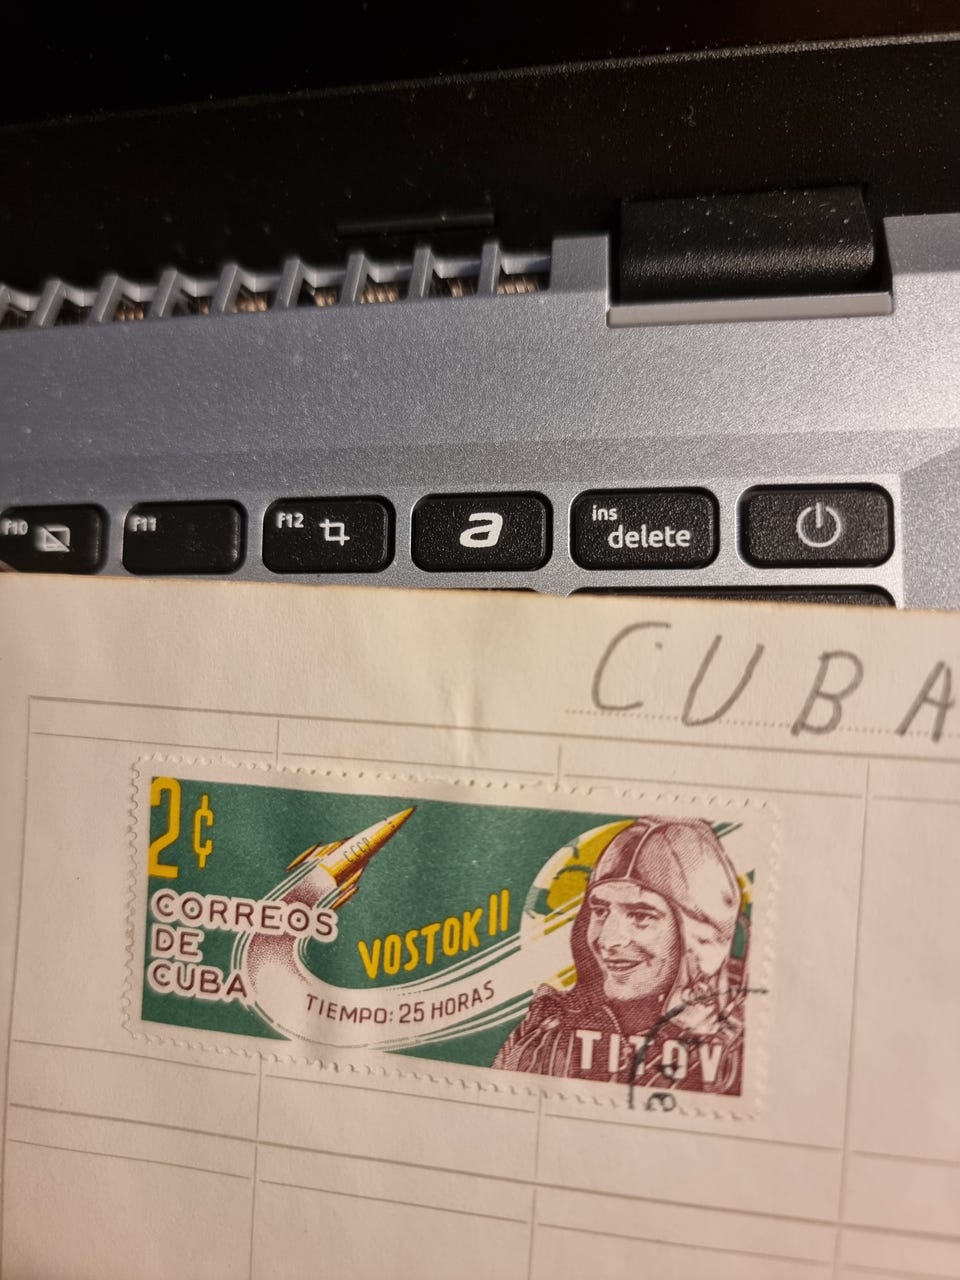 F10
F11
F12
a
ins
delete
CUBA
2¢
CORREOS
DE
CUBA
CCCP
VOSTOK II
TIEMPO: 25 HORAS
TITOV